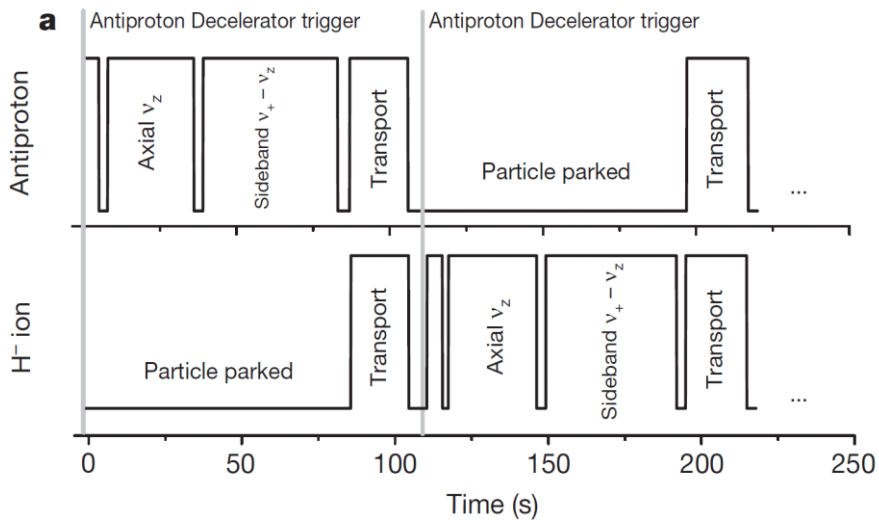 a
Antiproton Decelerator trigger
Antiproton Decelerator trigger
Antiproton
Axial ν_z
Sideband ν_+ − ν_z
Transport
Particle parked
Transport
...
H⁻ ion
Particle parked
Transport
Axial ν_z
Sideband ν_+ − ν_z
Transport
...
0
50
100
150
200
250
Time (s)